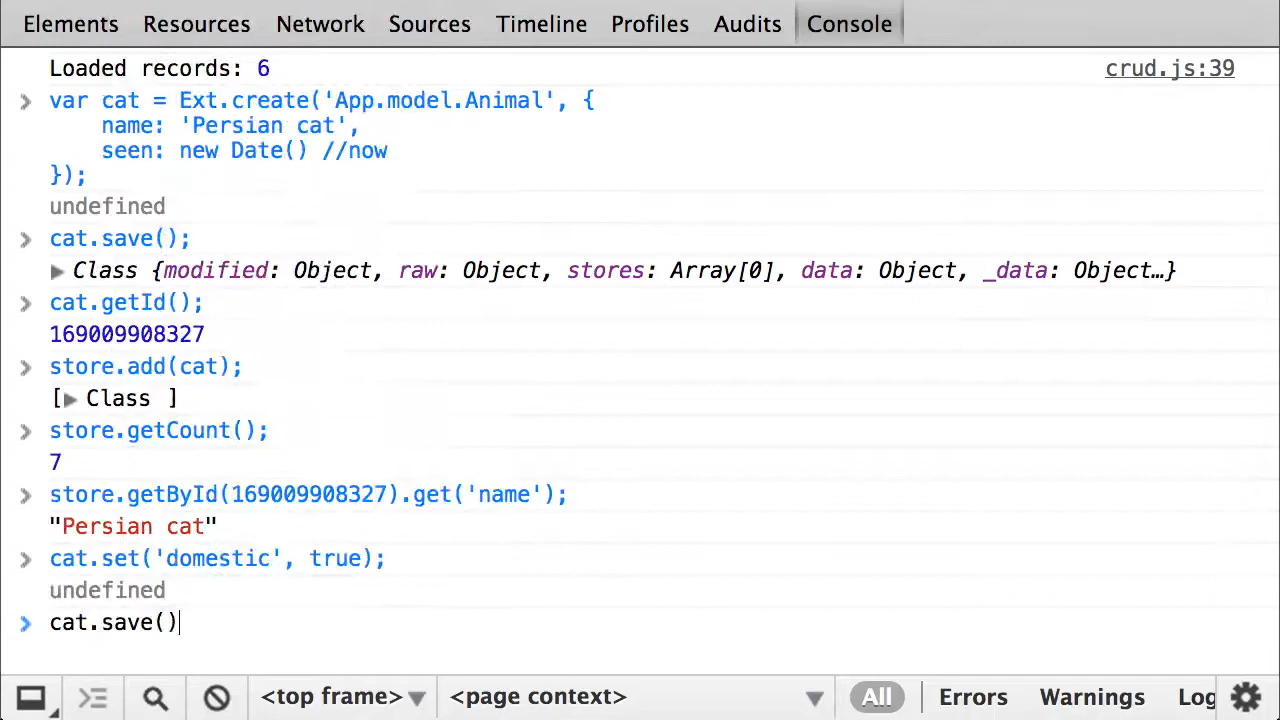 Elements Resources Network Sources Timeline Profiles Audits Console
Loaded records: 6 crud.js:39
var cat = Ext.create('App.model.Animal', {
    name: 'Persian cat',
    seen: new Date() //now
});
undefined
cat.save();
Class {modified: Object, raw: Object, stores: Array[0], data: Object, _data: Object…}
cat.getId();
169009908327
store.add(cat);
[▶ Class ]
store.getCount();
7
store.getById(169009908327).get('name');
"Persian cat"
cat.set('domestic', true);
undefined
cat.save()
<top frame> <page context> All Errors Warnings Log